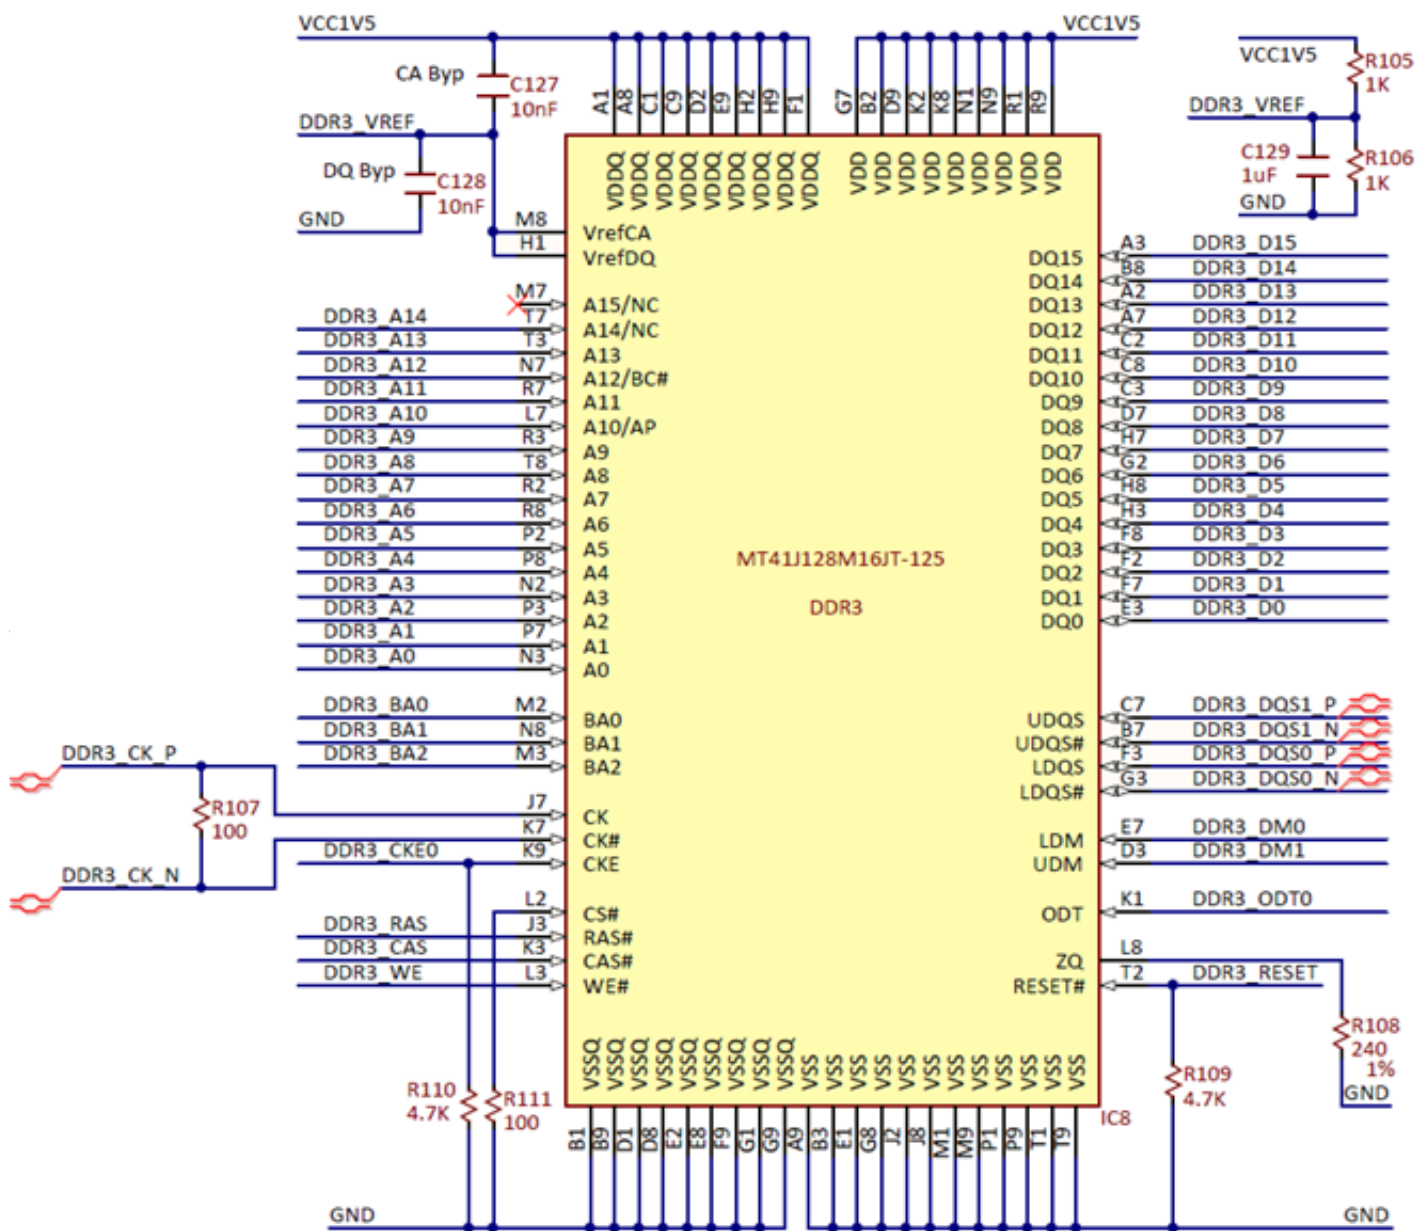 VCC1V5
VCC1V5
VCC1V5
R105
1K
CA Byp
C127
10nF
A1
A8
C1
C9
D2
E9
H2
H9
F1
G7
B2
D9
K2
K8
N1
N9
R1
R9
DDR3_VREF
DDR3_VREF
DQ Byp
C128
10nF
GND
C129
1uF
R106
1K
GND
VDDQ
VDDQ
VDDQ
VDDQ
VDDQ
VDDQ
VDDQ
VDDQ
VDDQ
VDD
VDD
VDD
VDD
VDD
VDD
VDD
VDD
VDD
M8 VrefCA
H1 VrefDQ
M7 A15/NC
DDR3_A14 T7 A14/NC
DDR3_A13 T3 A13
DDR3_A12 N7 A12/BC#
DDR3_A11 R7 A11
DDR3_A10 L7 A10/AP
DDR3_A9 R3 A9
DDR3_A8 T8 A8
DDR3_A7 R2 A7
DDR3_A6 R8 A6
DDR3_A5 P2 A5
DDR3_A4 P8 A4
DDR3_A3 N2 A3
DDR3_A2 P3 A2
DDR3_A1 P7 A1
DDR3_A0 N3 A0
DDR3_BA0 M2 BA0
DDR3_BA1 N8 BA1
DDR3_BA2 M3 BA2
DDR3_CK_P
R107
100
J7 CK
K7 CK#
DDR3_CKE0 K9 CKE
DDR3_CK_N
L2 CS#
DDR3_RAS J3 RAS#
DDR3_CAS K3 CAS#
DDR3_WE L3 WE#
MT41J128M16JT-125
DDR3
DQ15 A3 DDR3_D15
DQ14 B8 DDR3_D14
DQ13 A2 DDR3_D13
DQ12 A7 DDR3_D12
DQ11 C2 DDR3_D11
DQ10 C8 DDR3_D10
DQ9 C3 DDR3_D9
DQ8 D7 DDR3_D8
DQ7 H7 DDR3_D7
DQ6 G2 DDR3_D6
DQ5 H8 DDR3_D5
DQ4 H3 DDR3_D4
DQ3 F8 DDR3_D3
DQ2 F2 DDR3_D2
DQ1 F7 DDR3_D1
DQ0 E3 DDR3_D0
UDQS C7 DDR3_DQS1_P
UDQS# B7 DDR3_DQS1_N
LDQS F3 DDR3_DQS0_P
LDQS# G3 DDR3_DQS0_N
LDM E7 DDR3_DM0
UDM D3 DDR3_DM1
ODT K1 DDR3_ODT0
ZQ L8
RESET# T2 DDR3_RESET
R108
240
1%
GND
R109
4.7K
R110
4.7K
R111
100
VSSQ
VSSQ
VSSQ
VSSQ
VSSQ
VSSQ
VSSQ
VSSQ
VSSQ
VSS
VSS
VSS
VSS
VSS
VSS
VSS
VSS
VSS
VSS
VSS
VSS
IC8
B1
B9
D1
D8
E2
E8
F9
G1
G9
A9
B3
E1
G8
J2
J8
M1
M9
P1
P9
T1
T9
GND
GND